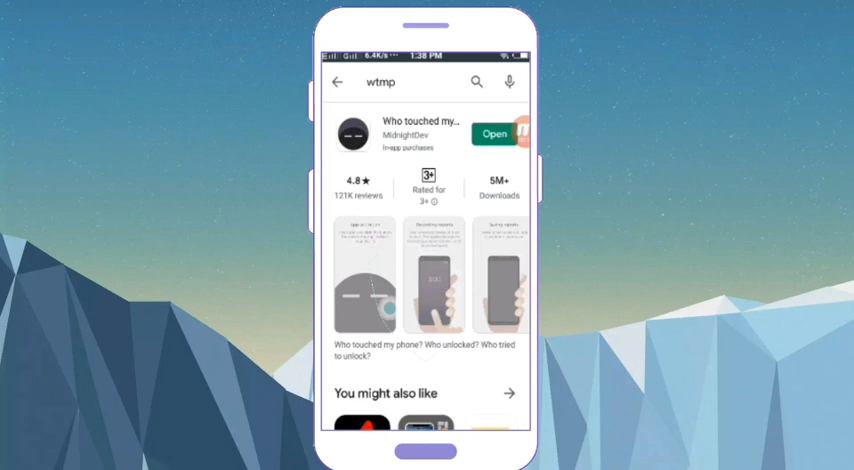 6.4K/s ... 1:38 PM
wtmp
Who touched my...
MidnightDev
In-app purchases
Open
4.8★
121K reviews
3+
Rated for
3+
5M+
Downloads
Recording reports
Who touched my phone? Who unlocked? Who tried
to unlock?
You might also like